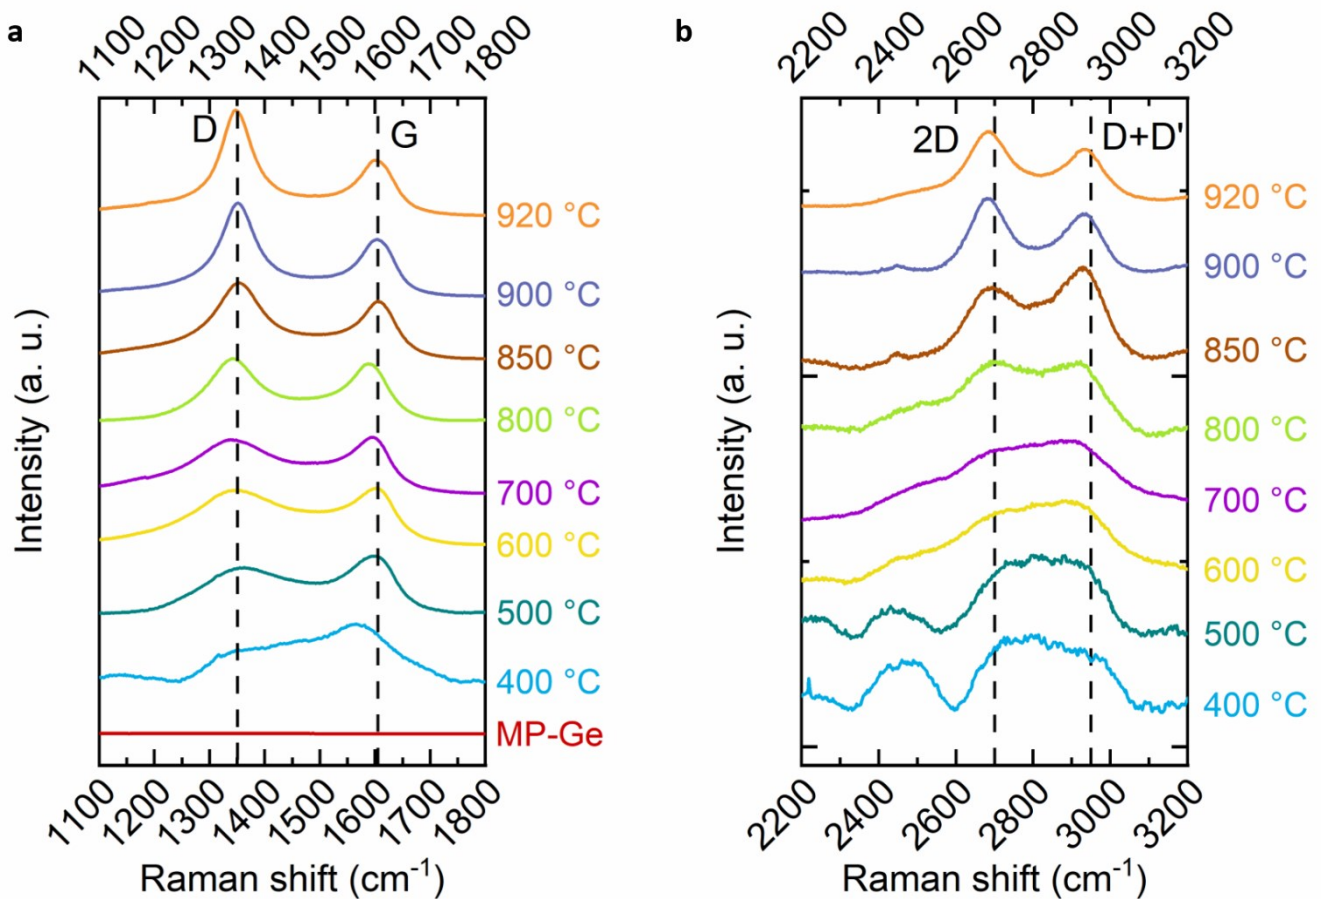 a
1100 1200 1300 1400 1500 1600 1700 1800
D
G
920 °C
900 °C
850 °C
800 °C
700 °C
600 °C
500 °C
400 °C
MP-Ge
Intensity (a. u.)
1100 1200 1300 1400 1500 1600 1700 1800
Raman shift (cm⁻¹)
b
2200 2400 2600 2800 3000 3200
2D
D+D'
920 °C
900 °C
850 °C
800 °C
700 °C
600 °C
500 °C
400 °C
Intensity (a. u.)
2200 2400 2600 2800 3000 3200
Raman shift (cm⁻¹)